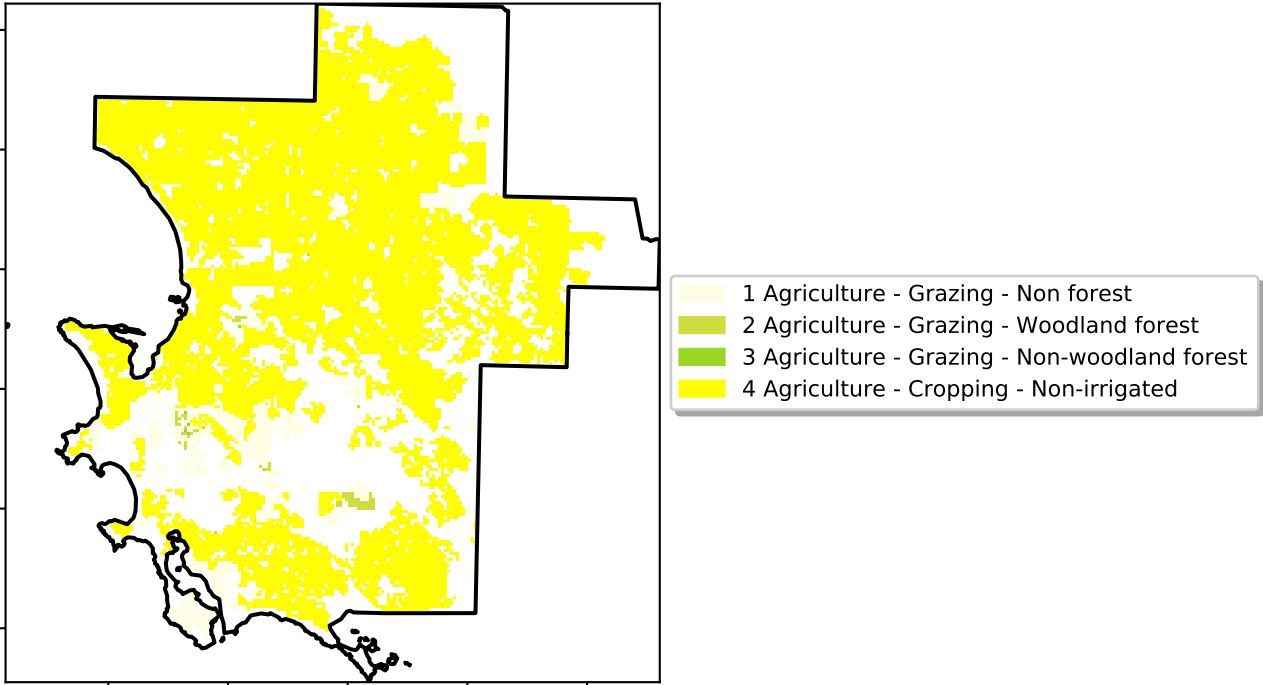 1 Agriculture - Grazing - Non forest
2 Agriculture - Grazing - Woodland forest
3 Agriculture - Grazing - Non-woodland forest
4 Agriculture - Cropping - Non-irrigated